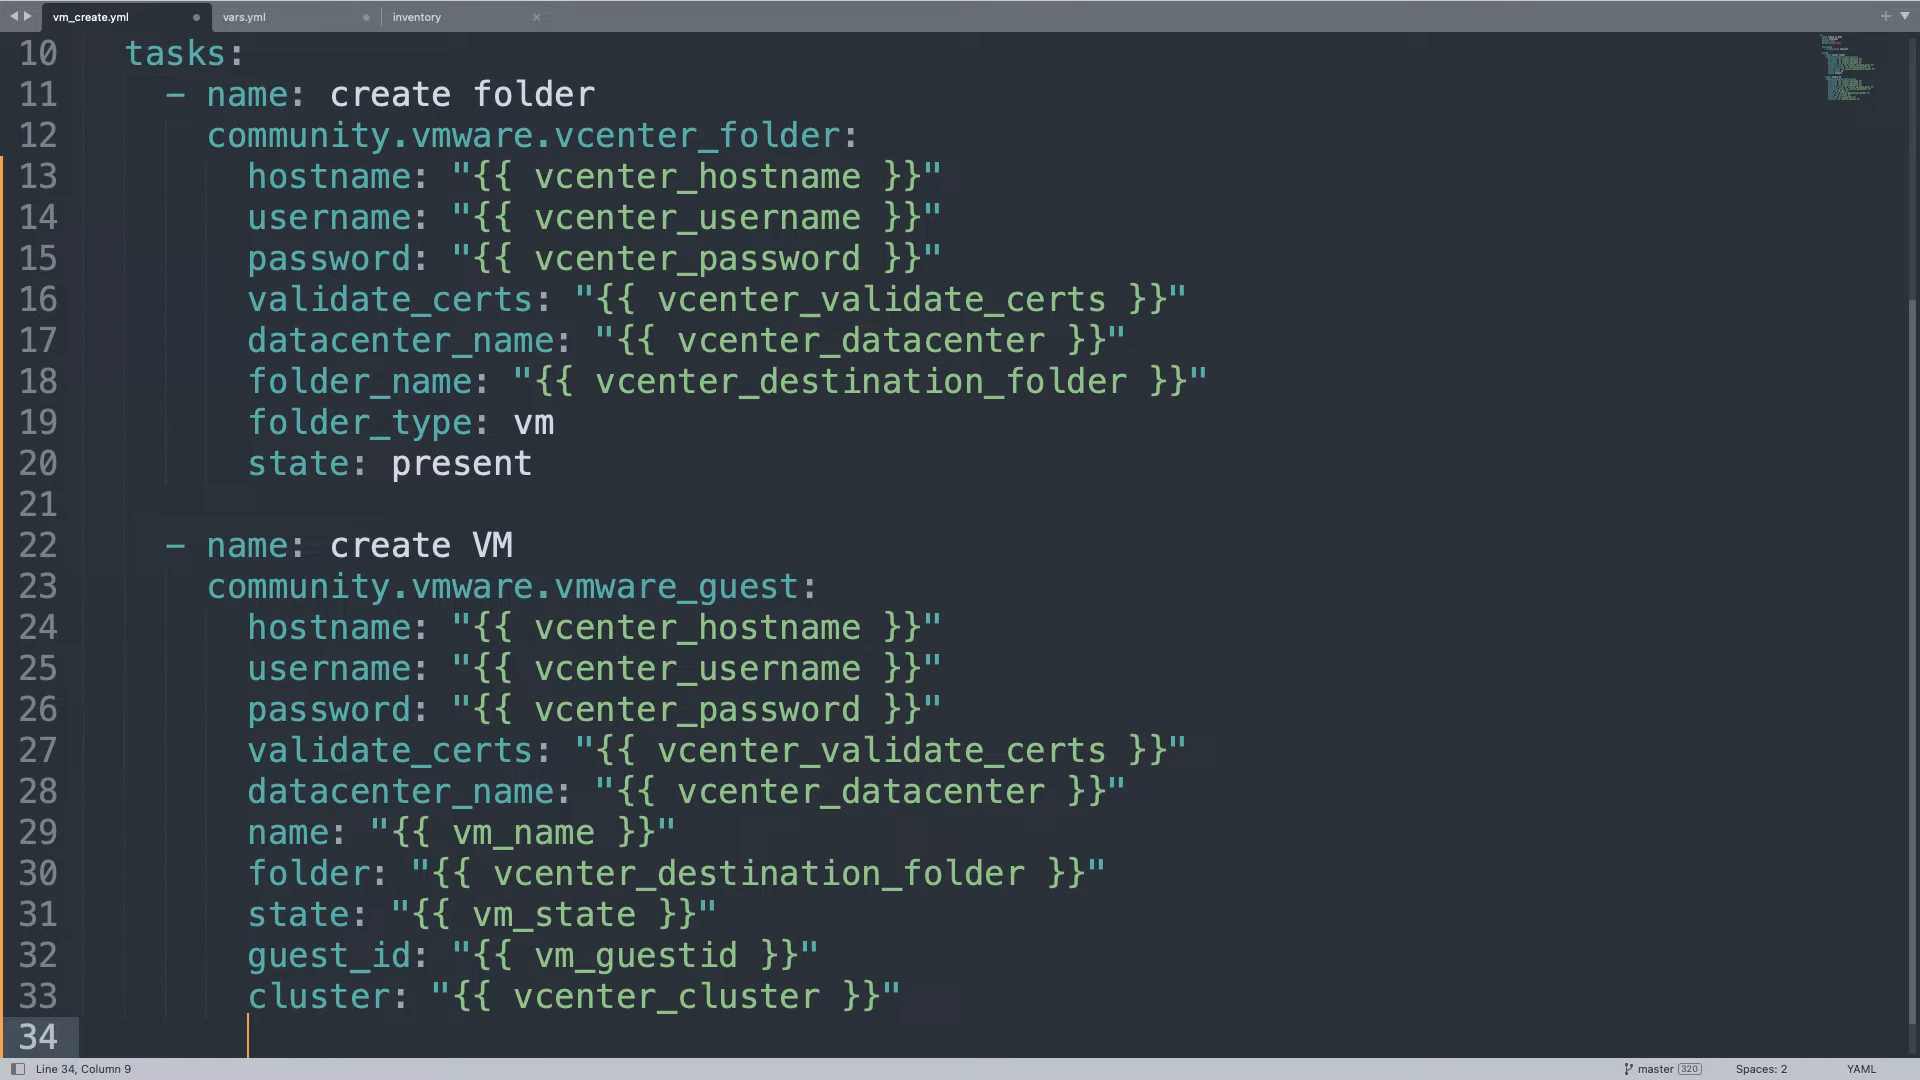 vm_create.yml
vars.yml
inventory
10 tasks:
11 - name: create folder
12 community.vmware.vcenter_folder:
13 hostname: "{{ vcenter_hostname }}"
14 username: "{{ vcenter_username }}"
15 password: "{{ vcenter_password }}"
16 validate_certs: "{{ vcenter_validate_certs }}"
17 datacenter_name: "{{ vcenter_datacenter }}"
18 folder_name: "{{ vcenter_destination_folder }}"
19 folder_type: vm
20 state: present
21
22 - name: create VM
23 community.vmware.vmware_guest:
24 hostname: "{{ vcenter_hostname }}"
25 username: "{{ vcenter_username }}"
26 password: "{{ vcenter_password }}"
27 validate_certs: "{{ vcenter_validate_certs }}"
28 datacenter_name: "{{ vcenter_datacenter }}"
29 name: "{{ vm_name }}"
30 folder: "{{ vcenter_destination_folder }}"
31 state: "{{ vm_state }}"
32 guest_id: "{{ vm_guestid }}"
33 cluster: "{{ vcenter_cluster }}"
34
Line 34, Column 9
master 320
Spaces: 2
YAML